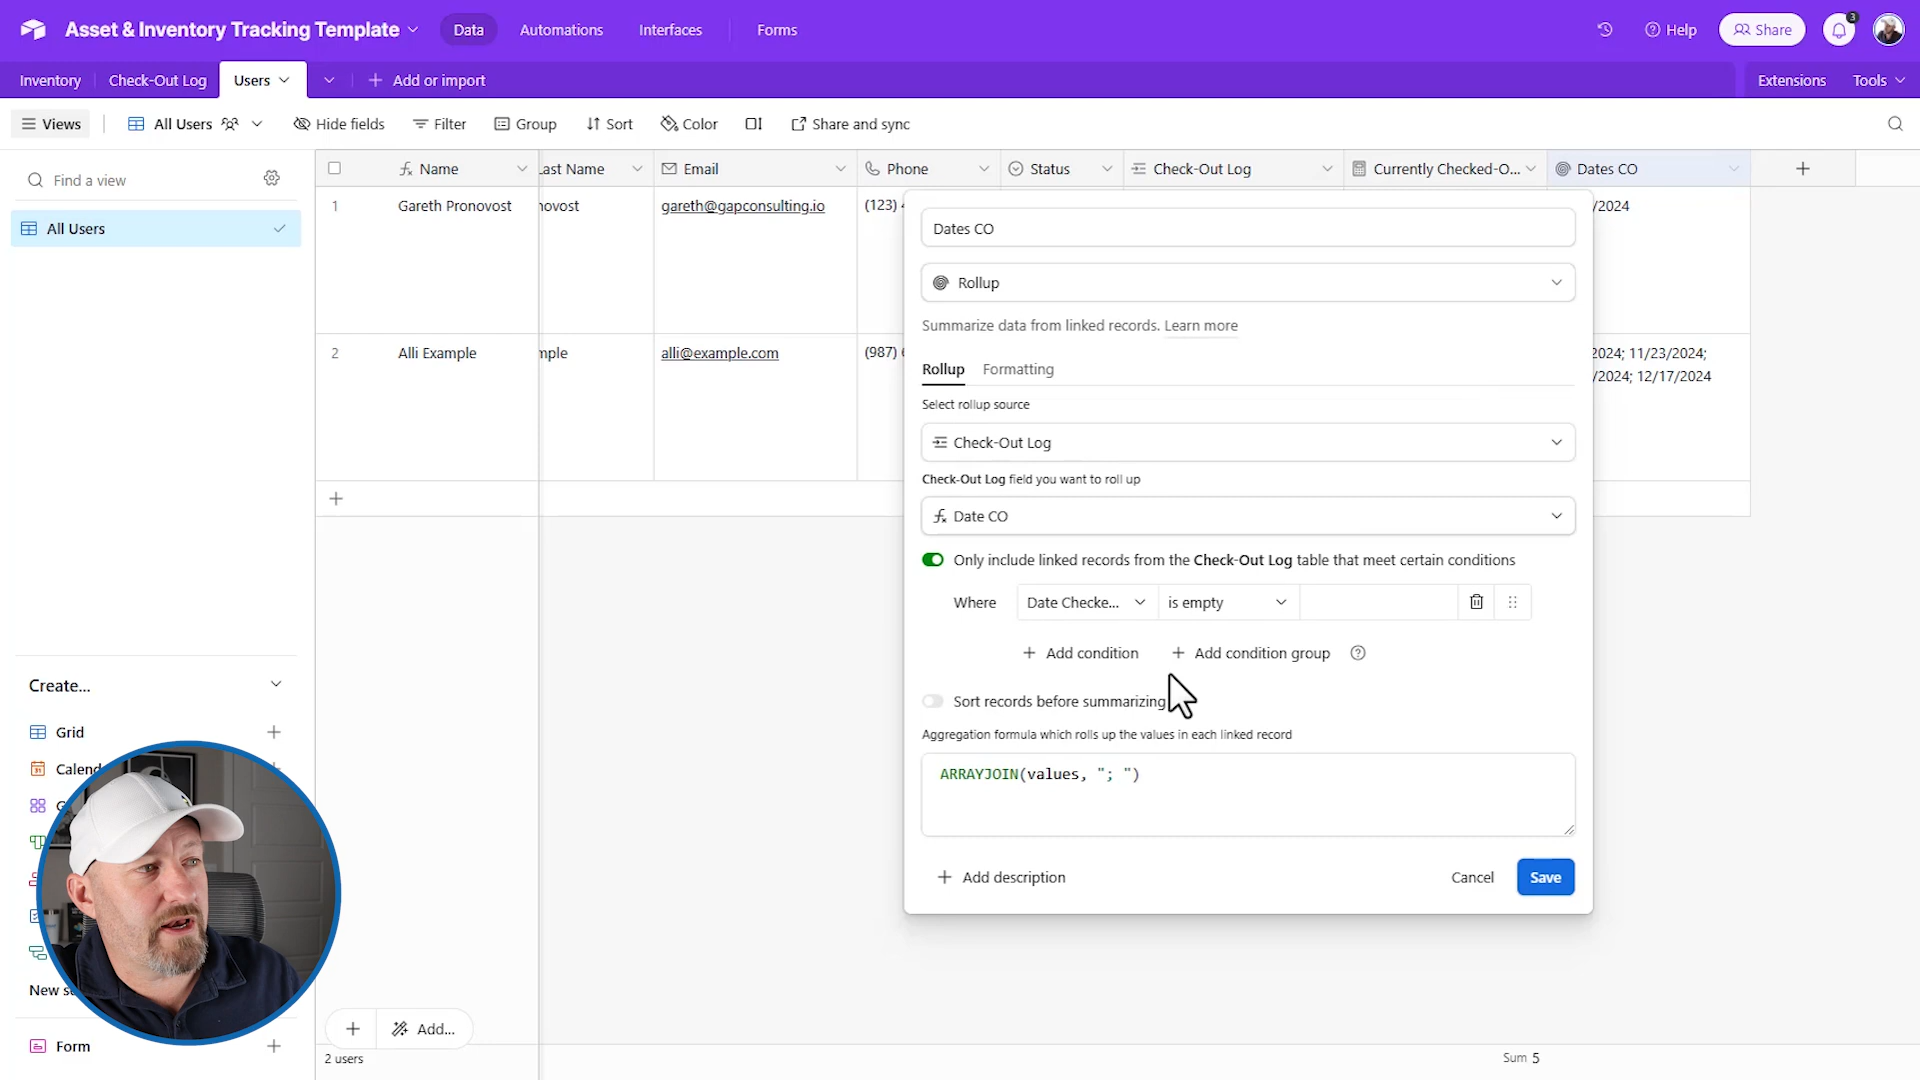 Asset & Inventory Tracking Template
Data
Automations
Interfaces
Forms
Help
Share
3
Inventory
Check-Out Log
Users
Add or import
Extensions
Tools
Views
All Users
Hide fields
Filter
Group
Sort
Color
Share and sync
Find a view
All Users
Name
Last Name
Email
Phone
Status
Check-Out Log
Currently Checked-O...
Dates CO
1
Gareth Pronovost
novost
gareth@gapconsulting.io
(123)
/2024
2
Alli Example
mple
alli@example.com
(987)
2024; 11/23/2024;
/2024; 12/17/2024
Dates CO
Rollup
Summarize data from linked records. Learn more
Rollup
Formatting
Select rollup source
Check-Out Log
Check-Out Log field you want to roll up
Date CO
Only include linked records from the Check-Out Log table that meet certain conditions
Where
Date Checke...
is empty
Add condition
Add condition group
Sort records before summarizing
Aggregation formula which rolls up the values in each linked record
ARRAYJOIN(values, "; ")
Add description
Cancel
Save
Create...
Grid
Calend
New s
Form
Add...
2 users
Sum 5